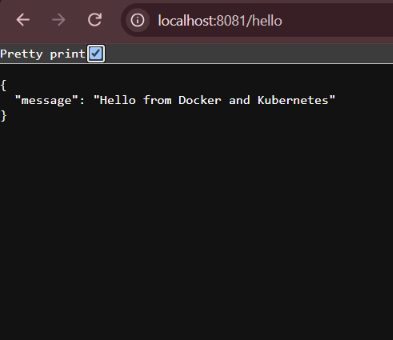 localhost:8081/hello
Pretty print
{
  "message": "Hello from Docker and Kubernetes"
}